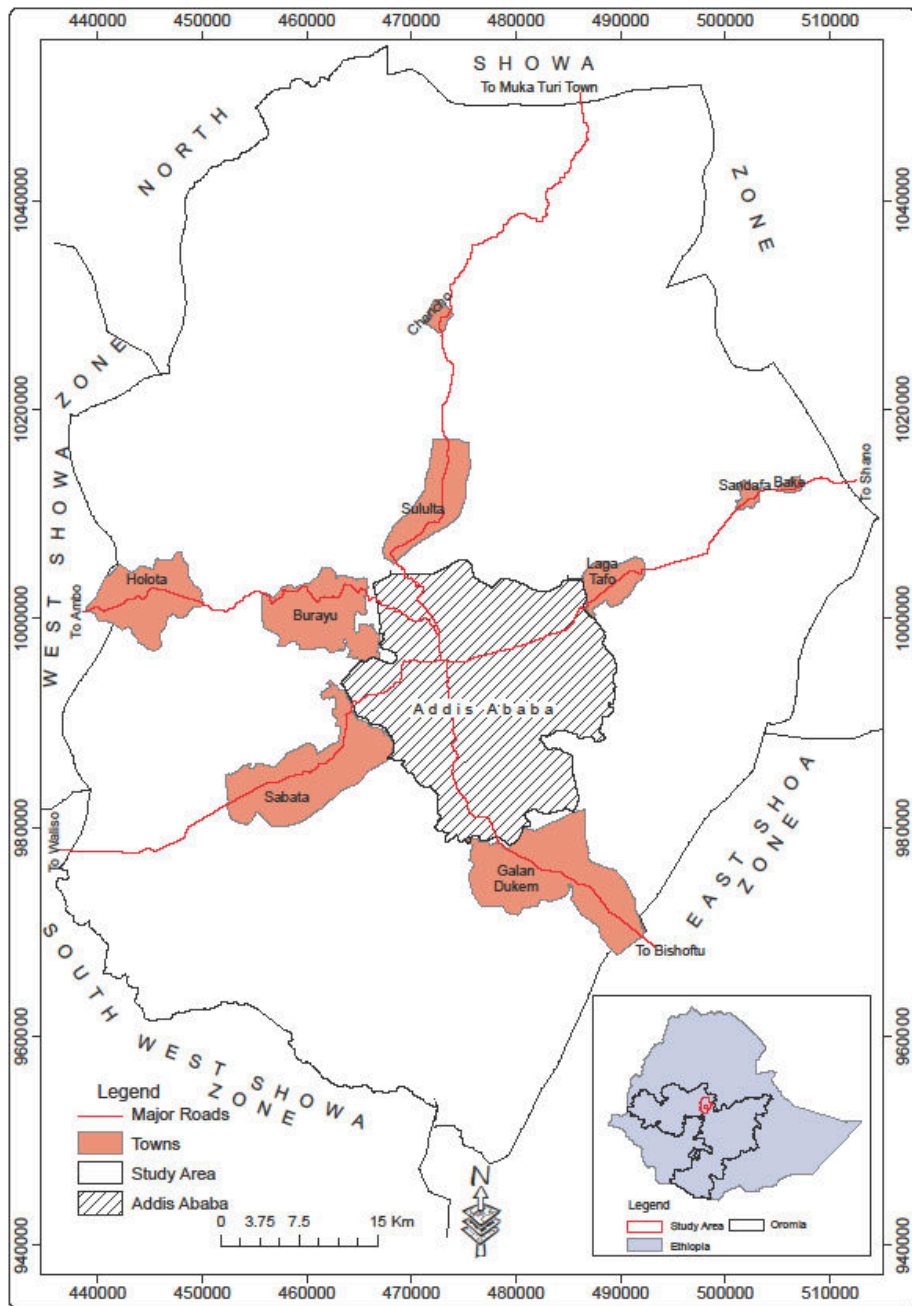 440000 450000 460000 470000 480000 490000 500000 510000
SHOWA
To Muka Turi Town
NORTH
ZONE
1040000
1040000
Chancho
WEST SHOWA ZONE
1020000
1020000
Sululta
Sandafa
Bake
To Shano
Holota
Laga
Tafo
Burayu
To Ambo
1000000
1000000
Addis Ababa
Sabata
To Waliso
980000
980000
EAST SHOA
ZONE
Galan
Dukem
To Bishoftu
SOUTH WEST SHOWA
ZONE
960000
960000
Legend
Major Roads
Towns
Study Area
Addis Ababa
0 3.75 7.5 15 Km
N
Legend
Study Area
Oromia
Ethiopia
940000
940000
440000 450000 460000 470000 480000 490000 500000 510000